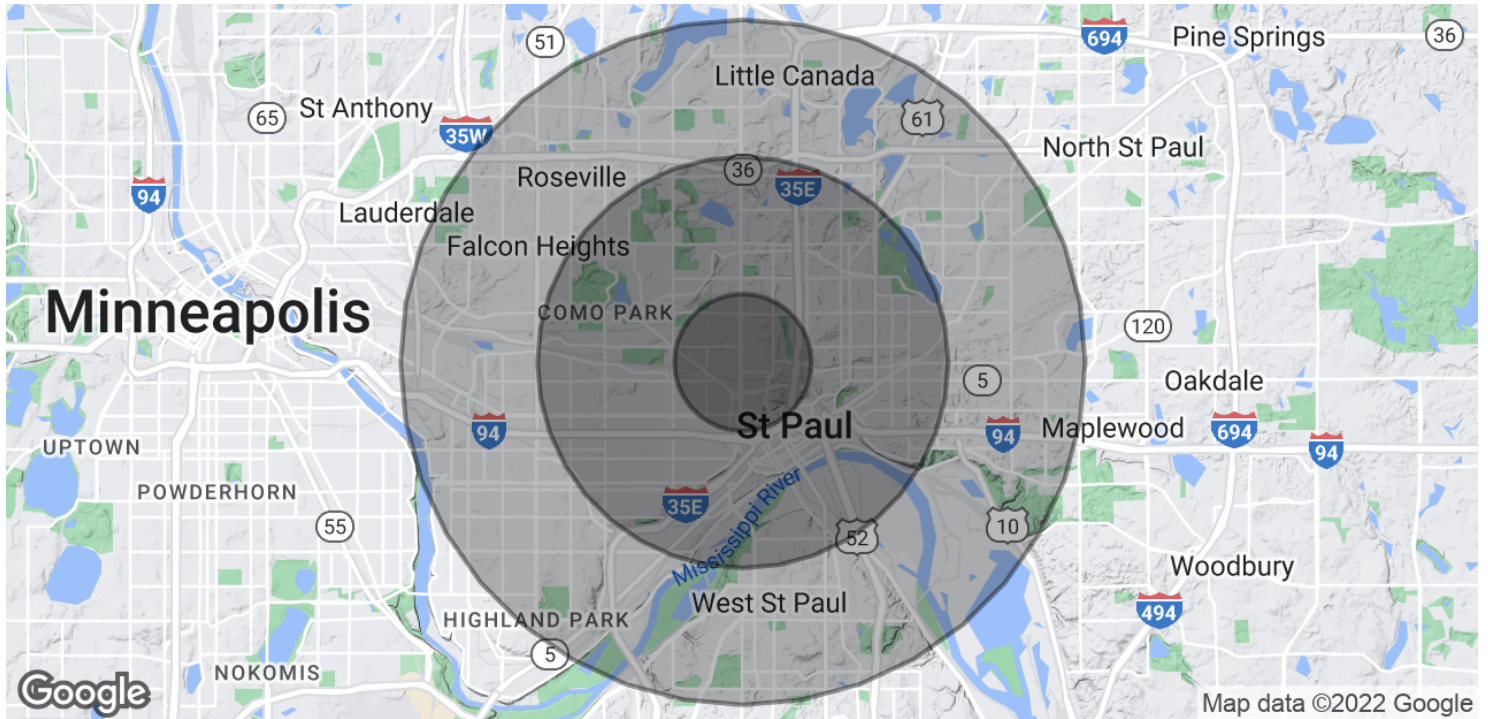 51
694
Pine Springs
36
Little Canada
65
St Anthony
35W
61
North St Paul
36
Roseville
35E
94
Lauderdale
Falcon Heights
Minneapolis
COMO PARK
120
5
Oakdale
St Paul
94
94
Maplewood
694
94
UPTOWN
POWDERHORN
35E
Mississippi River
55
52
10
Woodbury
West St Paul
494
HIGHLAND PARK
5
NOKOMIS
Google
Map data ©2022 Google